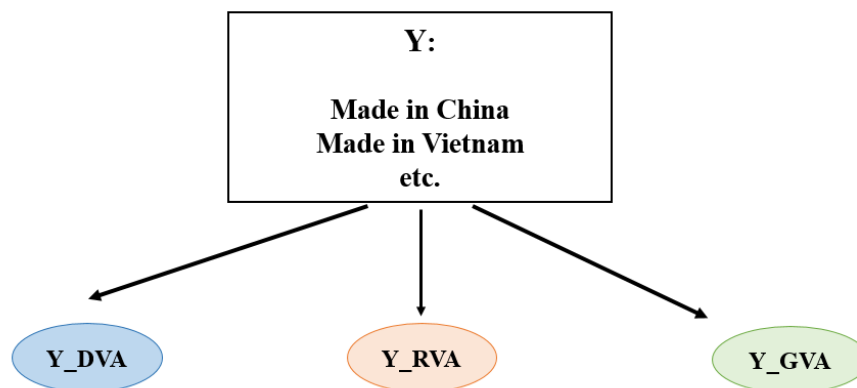 Y:
Made in China
Made in Vietnam
etc.
Y_DVA
Y_RVA
Y_GVA